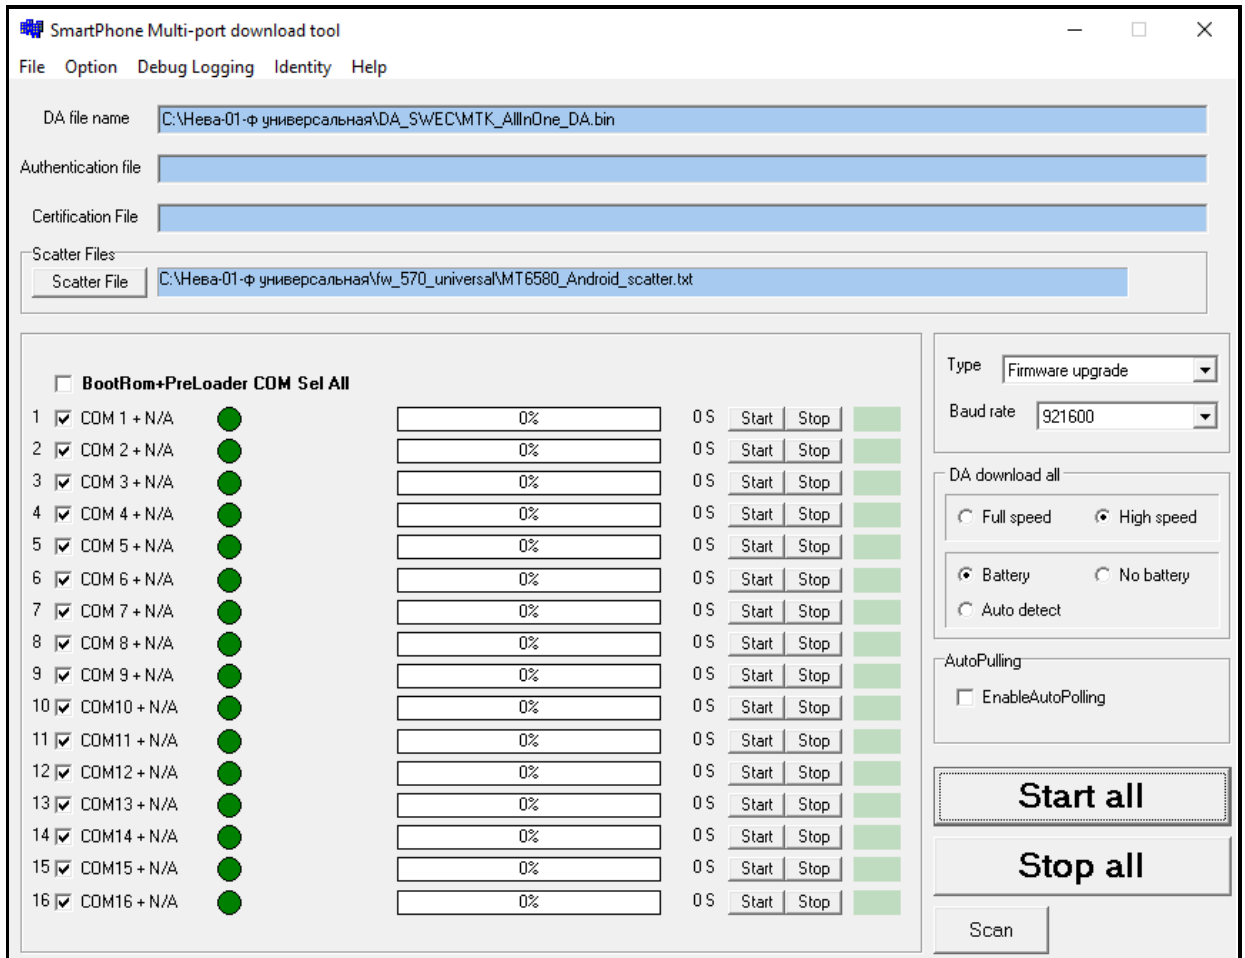 SmartPhone Multi-port download tool
File Option Debug Logging Identity Help
DA file name C:\Нева-01-ф универсальная\DA_SWEC\MTK_AllInOne_DA.bin
Authentication file
Certification File
Scatter Files
Scatter File C:\Нева-01-ф универсальная\fw_570_universal\MT6580_Android_scatter.txt
BootRom+PreLoader COM Sel All
1 COM 1 + N/A 0% 0 S Start Stop
2 COM 2 + N/A 0% 0 S Start Stop
3 COM 3 + N/A 0% 0 S Start Stop
4 COM 4 + N/A 0% 0 S Start Stop
5 COM 5 + N/A 0% 0 S Start Stop
6 COM 6 + N/A 0% 0 S Start Stop
7 COM 7 + N/A 0% 0 S Start Stop
8 COM 8 + N/A 0% 0 S Start Stop
9 COM 9 + N/A 0% 0 S Start Stop
10 COM10 + N/A 0% 0 S Start Stop
11 COM11 + N/A 0% 0 S Start Stop
12 COM12 + N/A 0% 0 S Start Stop
13 COM13 + N/A 0% 0 S Start Stop
14 COM14 + N/A 0% 0 S Start Stop
15 COM15 + N/A 0% 0 S Start Stop
16 COM16 + N/A 0% 0 S Start Stop
Type Firmware upgrade
Baud rate 921600
DA download all
Full speed High speed
Battery No battery
Auto detect
AutoPulling
EnableAutoPolling
Start all
Stop all
Scan